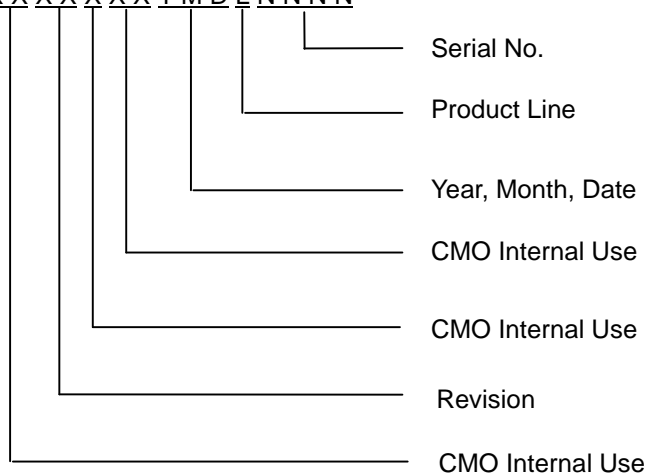 X X X X X X X Y M D L N N N N
Serial No.
Product Line
Year, Month, Date
CMO Internal Use
CMO Internal Use
Revision
CMO Internal Use